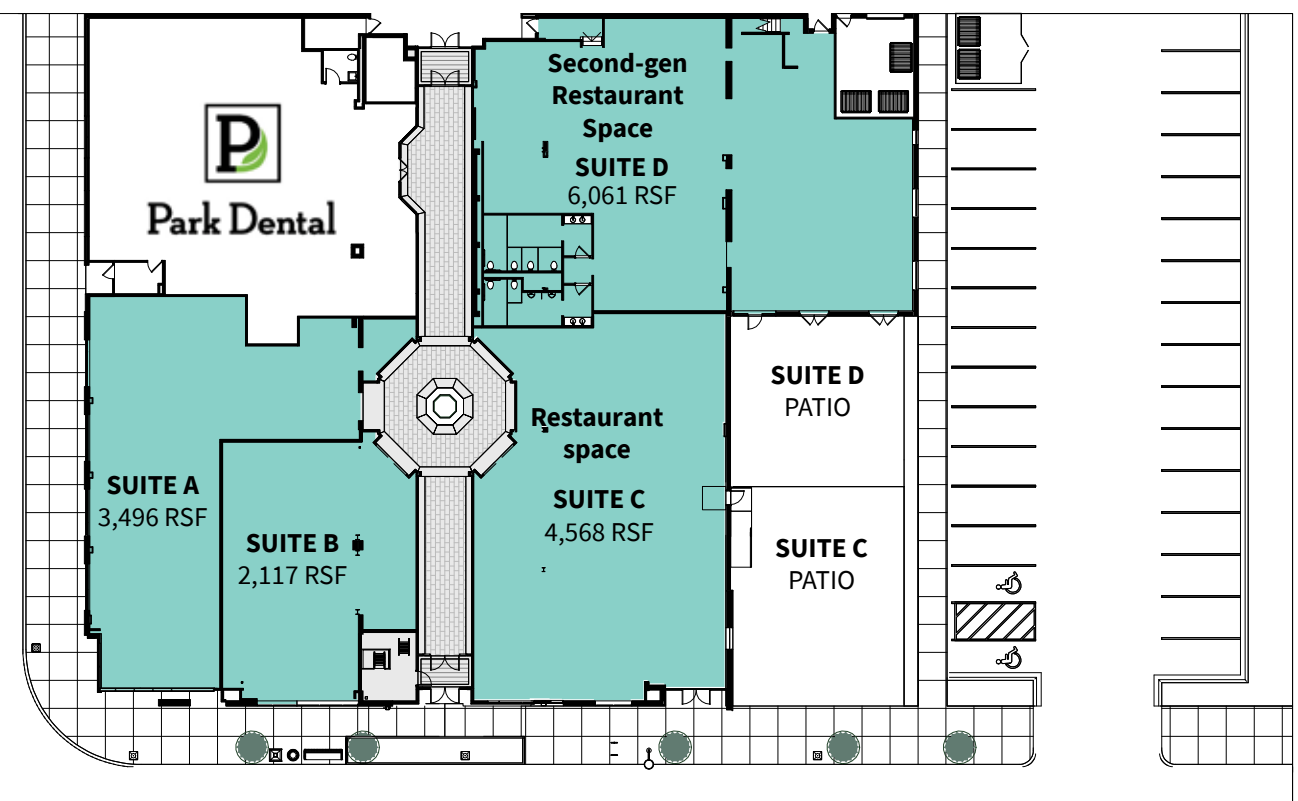 Second-gen
Restaurant
Space
SUITE D
6,061 RSF
P
Park Dental
SUITE D
PATIO
Restaurant
space
SUITE A
3,496 RSF
SUITE C
4,568 RSF
SUITE B
2,117 RSF
SUITE C
PATIO